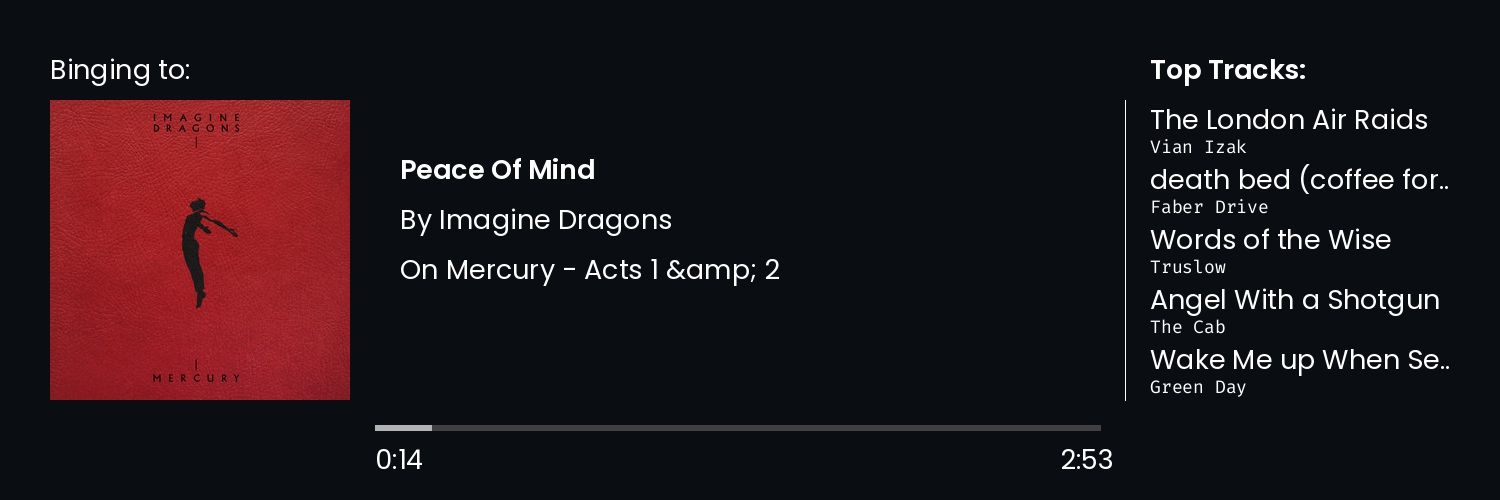 Binging to:
IMAGINE
DRAGONS
MERCURY
Peace Of Mind
By Imagine Dragons
On Mercury - Acts 1 &amp;amp; 2
0:14
2:53
Top Tracks:
The London Air Raids
Vian Izak
death bed (coffee for..
Faber Drive
Words of the Wise
Truslow
Angel With a Shotgun
The Cab
Wake Me up When Se..
Green Day